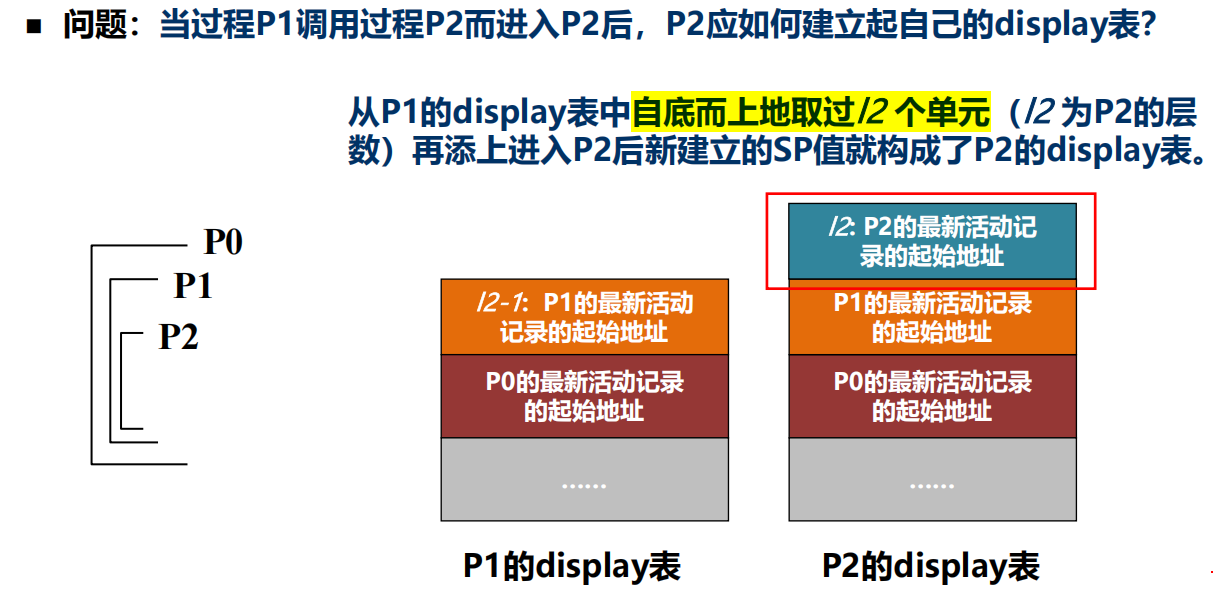 ■ 问题：当过程P1调用过程P2而进入P2后，P2应如何建立起自己的display表？
从P1的display表中自底而上地取过l2 个单元（l2 为P2的层
数）再添上进入P2后新建立的SP值就构成了P2的display表。
P0
P1
P2
l2-1：P1的最新活动
记录的起始地址
P0的最新活动记录
的起始地址
……
P1的display表
l2: P2的最新活动记
录的起始地址
P1的最新活动记录
的起始地址
P0的最新活动记录
的起始地址
……
P2的display表